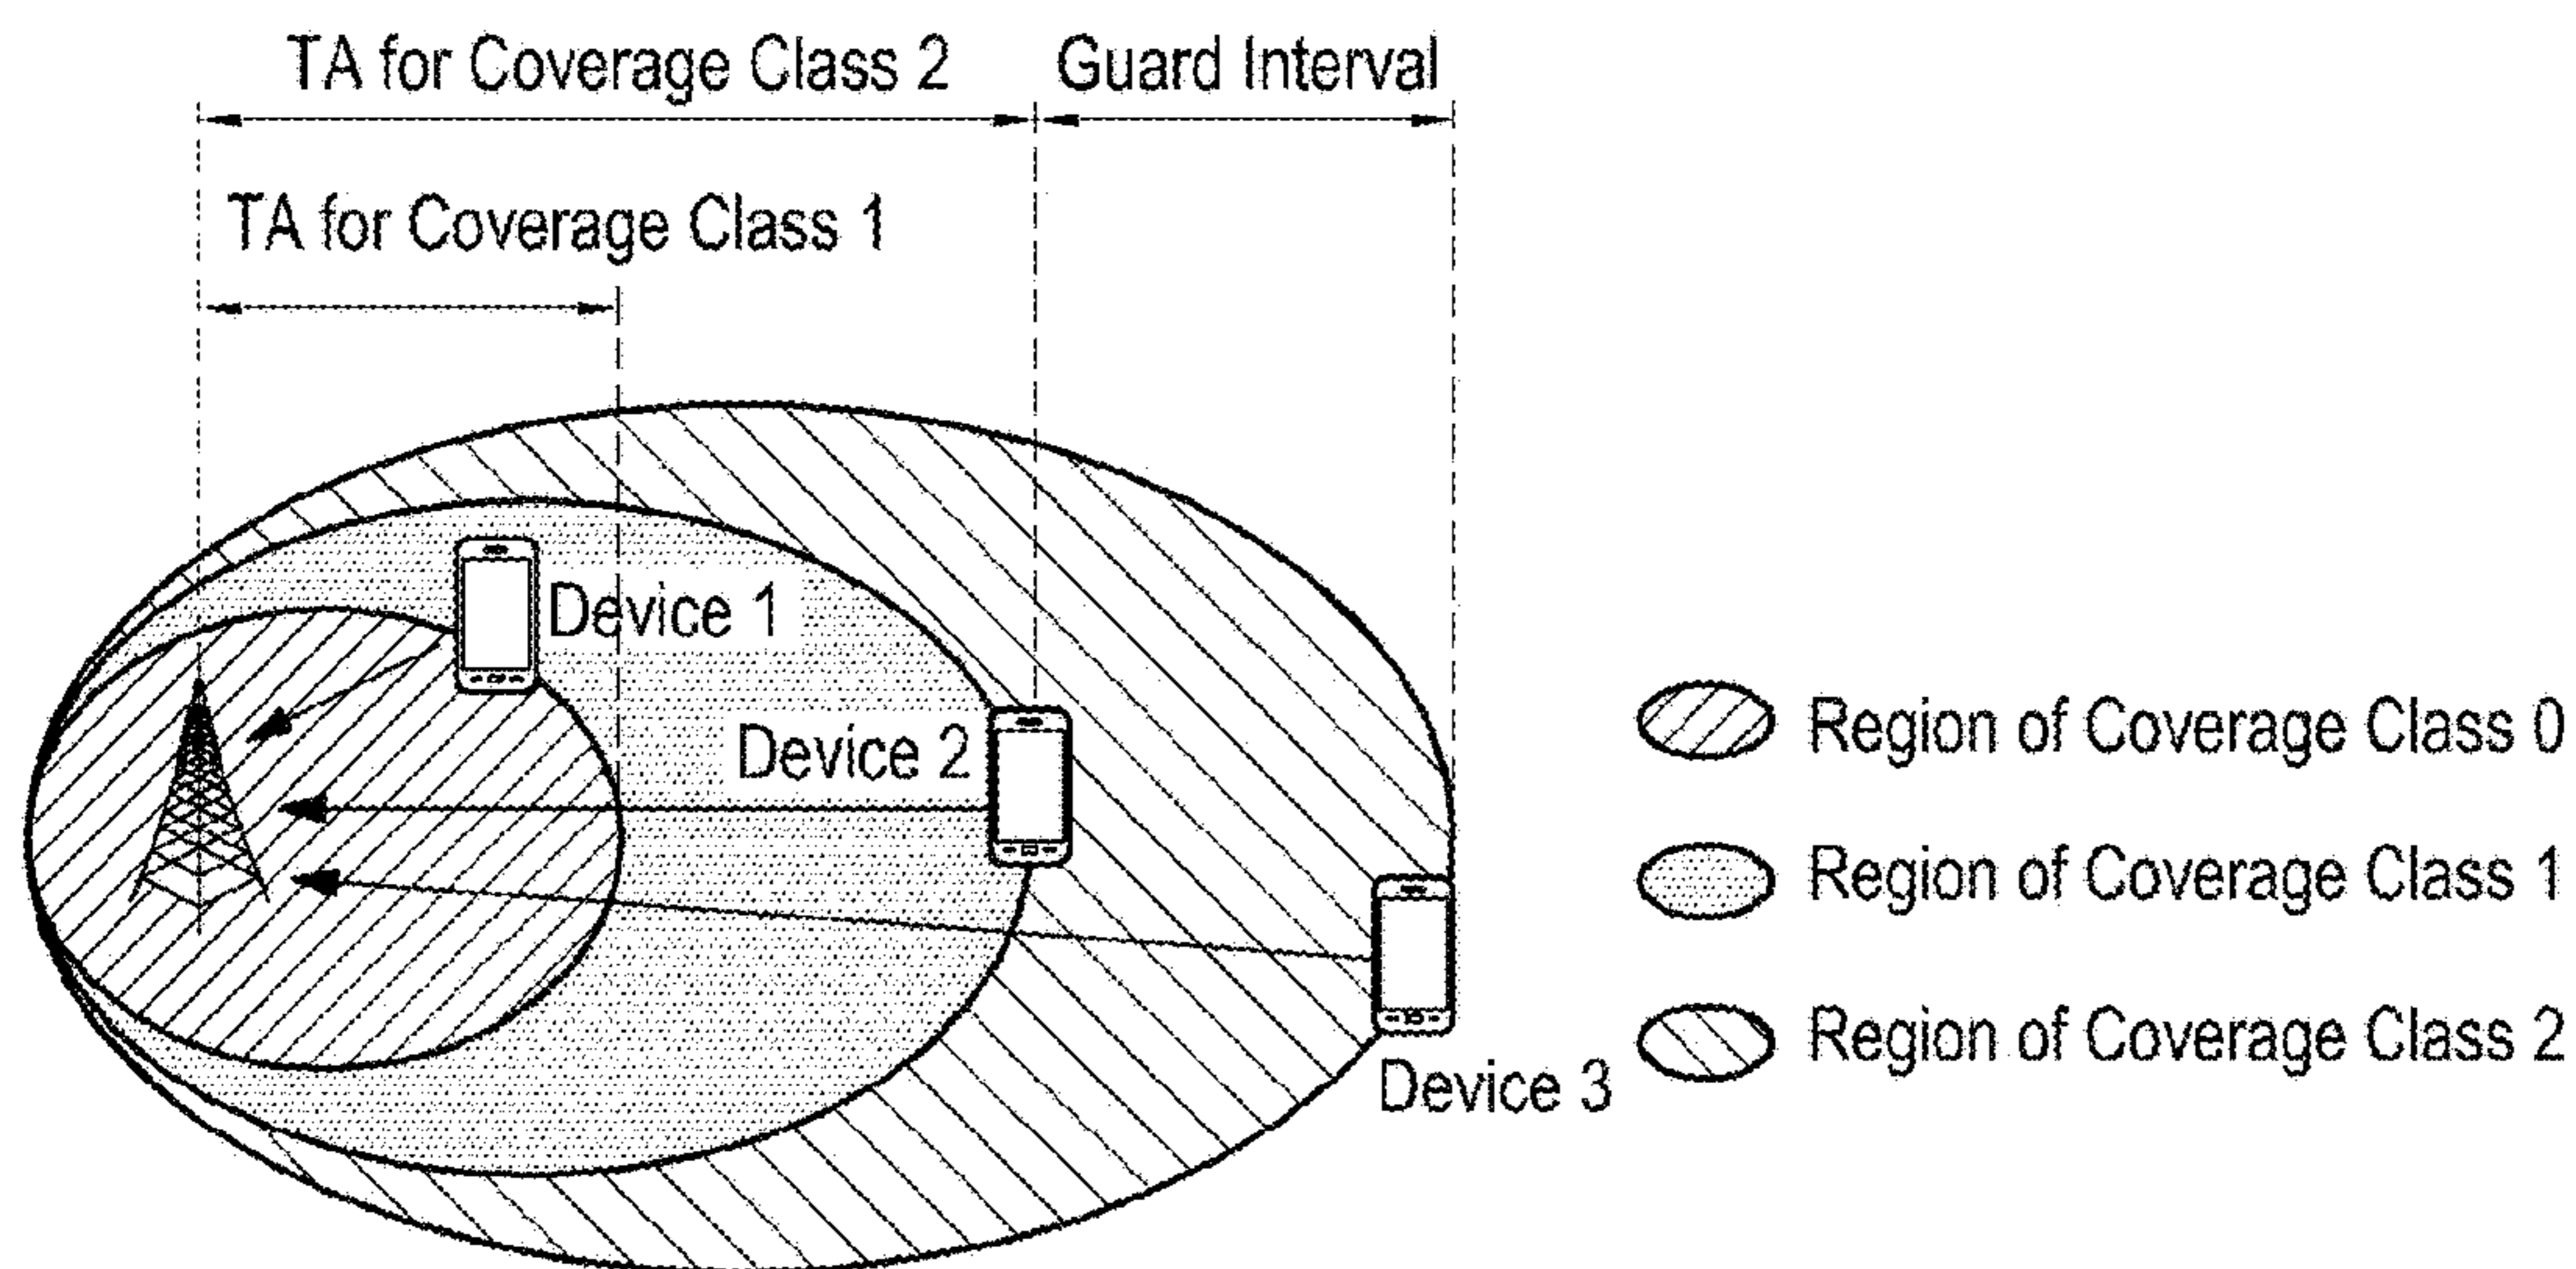 TA for Coverage Class 2
Guard Interval
TA for Coverage Class 1
Device 1
Device 2
Device 3
Region of Coverage Class 0
Region of Coverage Class 1
Region of Coverage Class 2